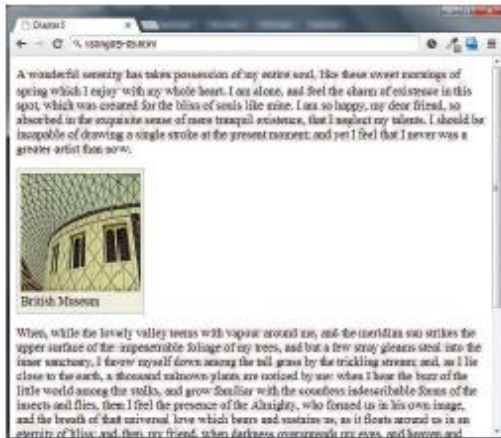 Chapter 5
listing05-05.html
A wonderful serenity has taken possession of my entire soul, like these sweet mornings of
spring which I enjoy with my whole heart. I am alone, and feel the charm of existence in this
spot, which was created for the bliss of souls like mine. I am so happy, my dear friend, so
absorbed in the exquisite sense of mere tranquil existence, that I neglect my talents. I should be
incapable of drawing a single stroke at the present moment; and yet I feel that I never was a
greater artist than now.
British Museum
When, while the lovely valley teems with vapour around me, and the meridian sun strikes the
upper surface of the impenetrable foliage of my trees, and but a few stray gleams steal into the
inner sanctuary, I throw myself down among the tall grass by the trickling stream; and, as I lie
close to the earth, a thousand unknown plants are noticed by me: when I hear the buzz of the
little world among the stalks, and grow familiar with the countless indescribable forms of the
insects and flies, then I feel the presence of the Almighty, who formed us in his own image,
and the breath of that universal love which bears and sustains us, as it floats around us in an
eternity of bliss; and then, my friend, when darkness overspreads my eyes, and heaven and